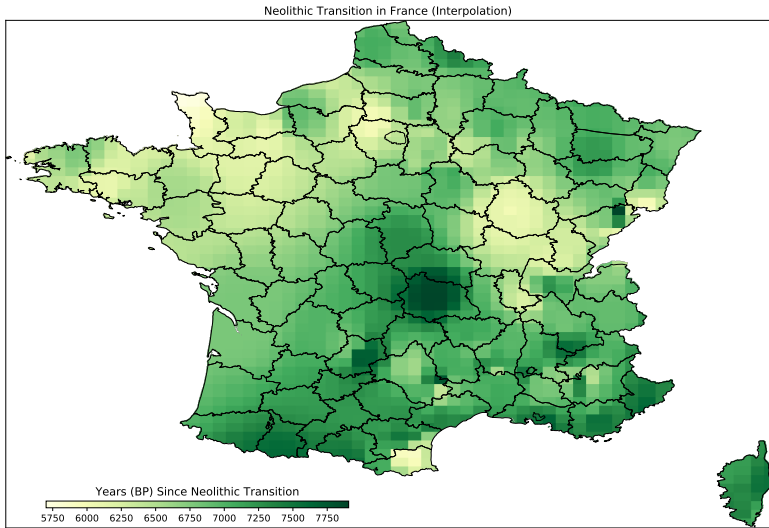 Neolithic Transition in France (Interpolation)
Years (BP) Since Neolithic Transition
5750 6000 6250 6500 6750 7000 7250 7500 7750